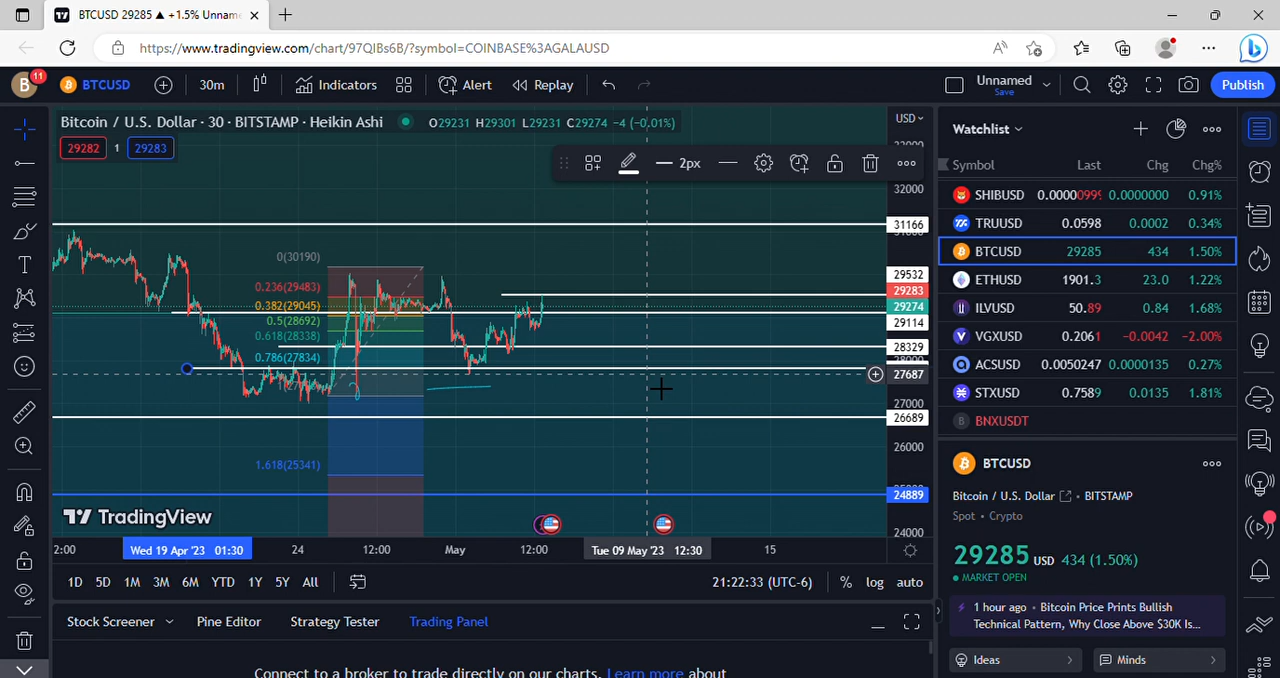 BTCUSD 29285 ▲ +1.5% Unnam
https://www.tradingview.com/chart/97QIBs6B/?symbol=COINBASE%3AGALAUSD
B 11 BTCUSD 30m Indicators Alert Replay Unnamed Save Publish
Bitcoin / U.S. Dollar · 30 · BITSTAMP · Heikin Ashi O29231 H29301 L29231 C29274 −4 (−0.01%)
29282 1 29283
2px
USD
32000
31166
29532
29283
29274
29114
28329
27687
27000
26689
26000
24889
24000
0(30190)
0.236(29483)
0.382(29045)
0.5(28692)
0.618(28338)
0.786(27834)
1.618(25341)
TradingView
2:00 Wed 19 Apr '23 01:30 24 12:00 May 12:00 Tue 09 May '23 12:30 15
1D 5D 1M 3M 6M YTD 1Y 5Y All 21:22:33 (UTC-6) % log auto
Stock Screener Pine Editor Strategy Tester Trading Panel
Connect to a broker to trade directly on our charts. Learn more about
Watchlist
Symbol Last Chg Chg%
SHIBUSD 0.00000999 0.0000000 0.91%
TRUUSD 0.0598 0.0002 0.34%
BTCUSD 29285 434 1.50%
ETHUSD 1901.3 23.0 1.22%
ILVUSD 50.89 0.84 1.68%
VGXUSD 0.2061 −0.0042 −2.00%
ACSUSD 0.0050247 0.0000135 0.27%
STXUSD 0.7589 0.0135 1.81%
BNXUSDT
BTCUSD
Bitcoin / U.S. Dollar · BITSTAMP
Spot · Crypto
29285 USD 434 (1.50%)
MARKET OPEN
1 hour ago · Bitcoin Price Prints Bullish
Technical Pattern, Why Close Above $30K Is...
Ideas Minds